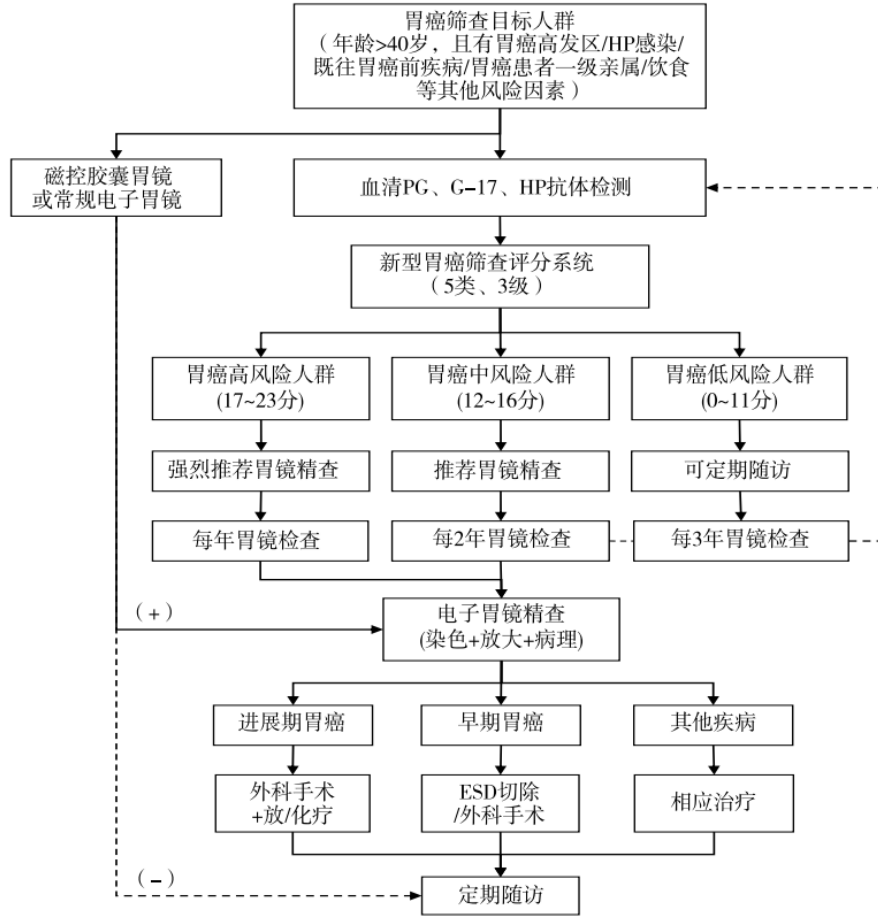 胃癌筛查目标人群
（年龄>40岁，且有胃癌高发区/HP感染/
既往胃癌前疾病/胃癌患者一级亲属/饮食
等其他风险因素）
磁控胶囊胃镜
或常规电子胃镜
血清PG、G-17、HP抗体检测
新型胃癌筛查评分系统
（5类、3级）
胃癌高风险人群
(17~23分)
胃癌中风险人群
(12~16分)
胃癌低风险人群
(0~11分)
强烈推荐胃镜精查
推荐胃镜精查
可定期随访
每年胃镜检查
每2年胃镜检查
每3年胃镜检查
（+）
电子胃镜精查
(染色+放大+病理)
进展期胃癌
早期胃癌
其他疾病
外科手术
+放/化疗
ESD切除
/外科手术
相应治疗
（-）
定期随访